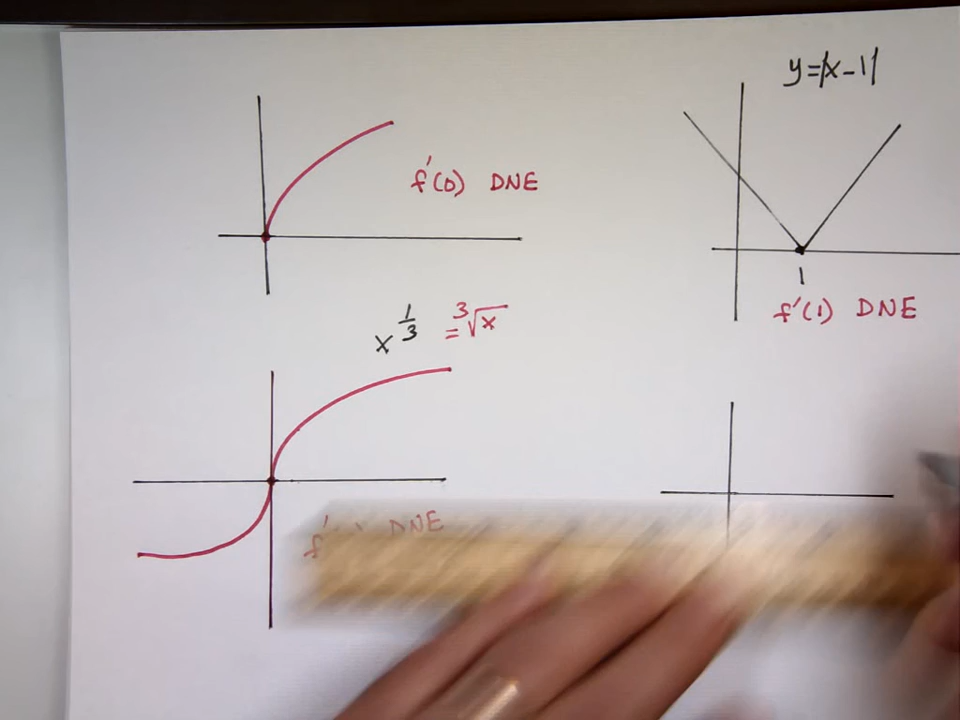 y=|x-1|
f'(0) DNE
1
f'(1) DNE
x^{1/3} = ∛x
DNE